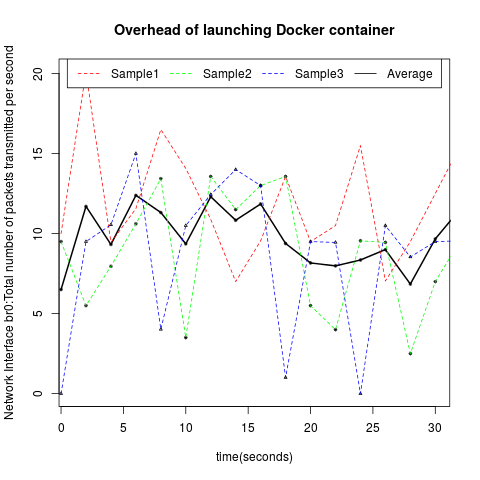 Overhead of launching Docker container
Sample1 Sample2 Sample3 Average
Network Interface br0:Total number of packets transmitted per second
20
15
10
5
0
0 5 10 15 20 25 30
time(seconds)